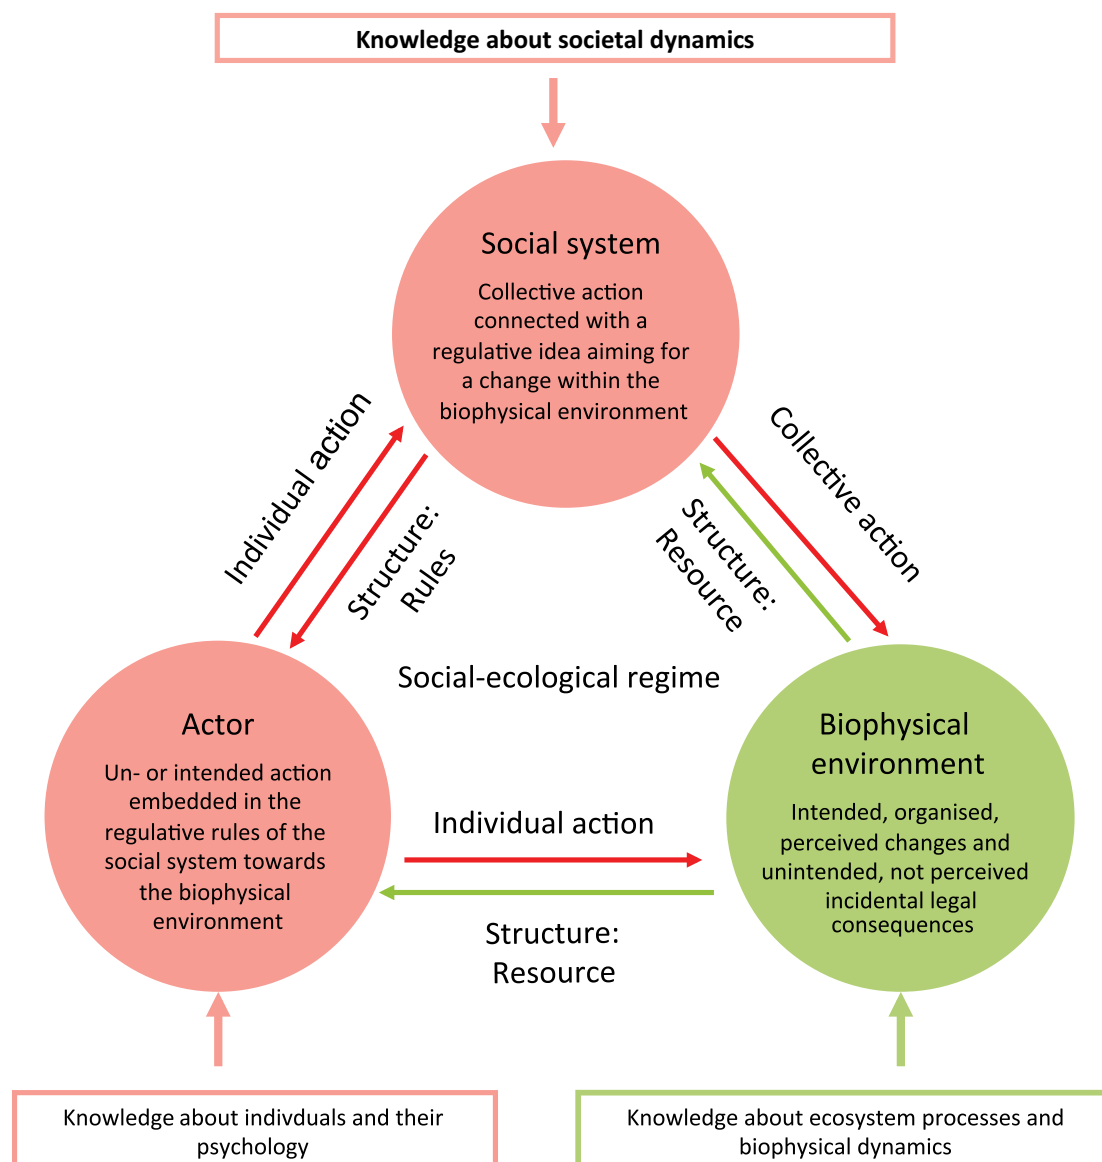 Knowledge about societal dynamics
Social system
Collective action
connected with a
regulative idea aiming for
a change within the
biophysical environment
Individual action
Structure:
Rules
Collective action
Structure:
Resource
Social-ecological regime
Actor
Un- or intended action
embedded in the
regulative rules of the
social system towards
the biophysical
environment
Individual action
Structure:
Resource
Biophysical
environment
Intended, organised,
perceived changes and
unintended, not perceived
incidental legal
consequences
Knowledge about indivduals and their
psychology
Knowledge about ecosystem processes and
biophysical dynamics